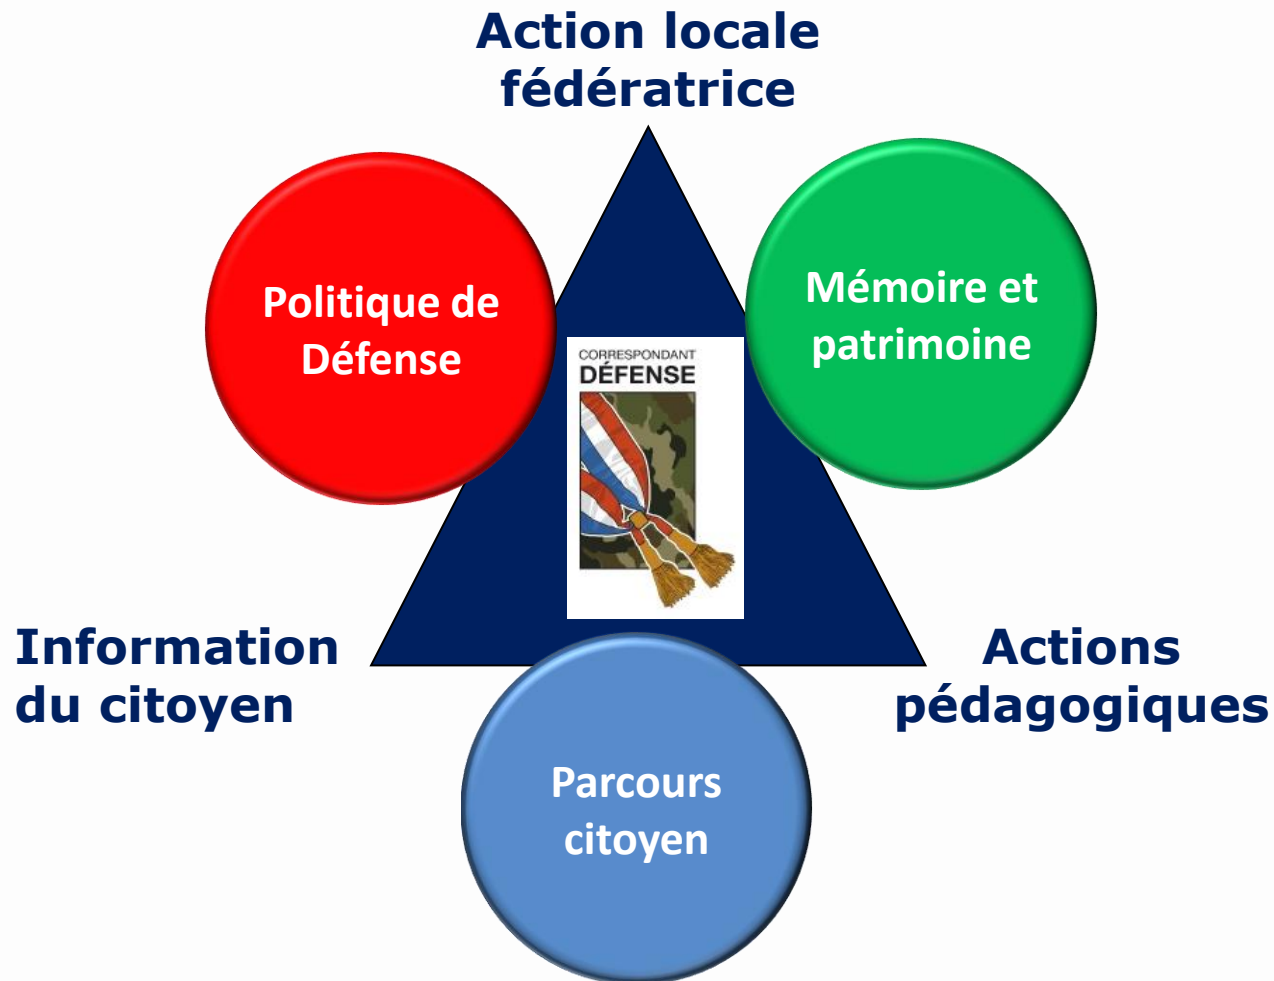 Action locale
fédératrice
Politique de
Défense
Mémoire et
patrimoine
CORRESPONDANT
DÉFENSE
Information
du citoyen
Actions
pédagogiques
Parcours
citoyen